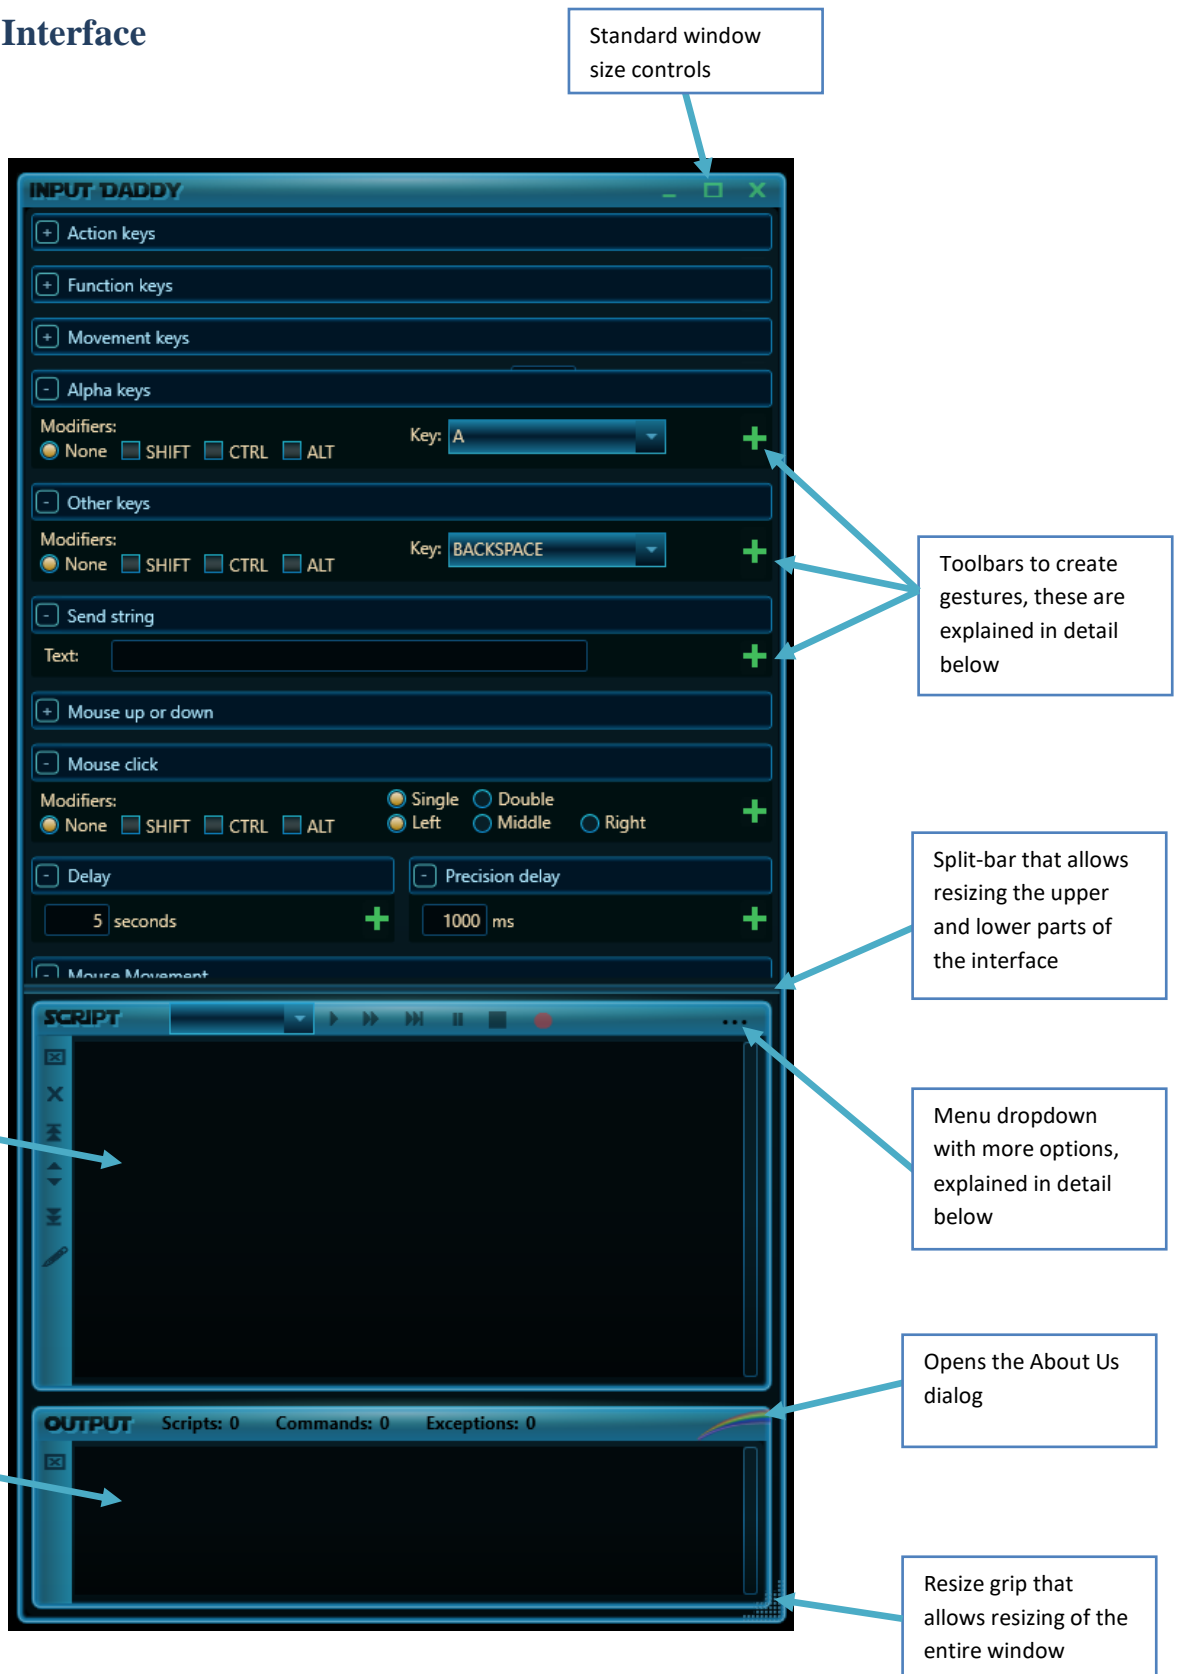 Interface
Standard window
size controls
INPUT DADDY
Action keys
Function keys
Movement keys
Alpha keys
Modifiers:
None SHIFT CTRL ALT
Key: A
Other keys
Modifiers:
None SHIFT CTRL ALT
Key: BACKSPACE
Toolbars to create
gestures, these are
explained in detail
below
Send string
Text:
Mouse up or down
Mouse click
Modifiers:
None SHIFT CTRL ALT
Single Double
Left Middle Right
Split-bar that allows
resizing the upper
and lower parts of
the interface
Delay
5 seconds
Precision delay
1000 ms
Mouse Movement
SCRIPT
Menu dropdown
with more options,
explained in detail
below
Opens the About Us
dialog
OUTPUT Scripts: 0 Commands: 0 Exceptions: 0
Resize grip that
allows resizing of the
entire window